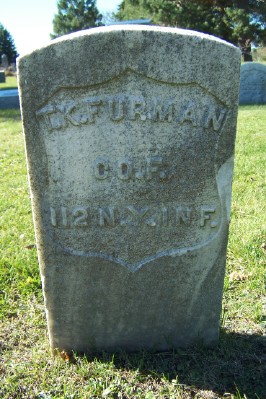 T.K. FURMAN
CO.F.
112 N.Y. INF.